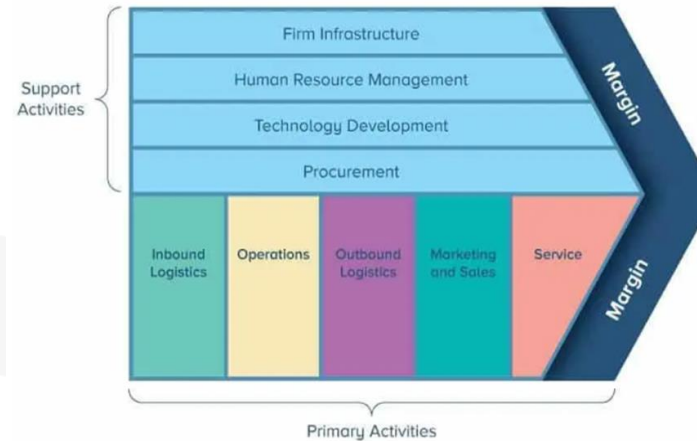 Support
Activities
Firm Infrastructure
Human Resource Management
Technology Development
Procurement
Margin
Inbound
Logistics
Operations
Outbound
Logistics
Marketing
and Sales
Service
Margin
Primary Activities